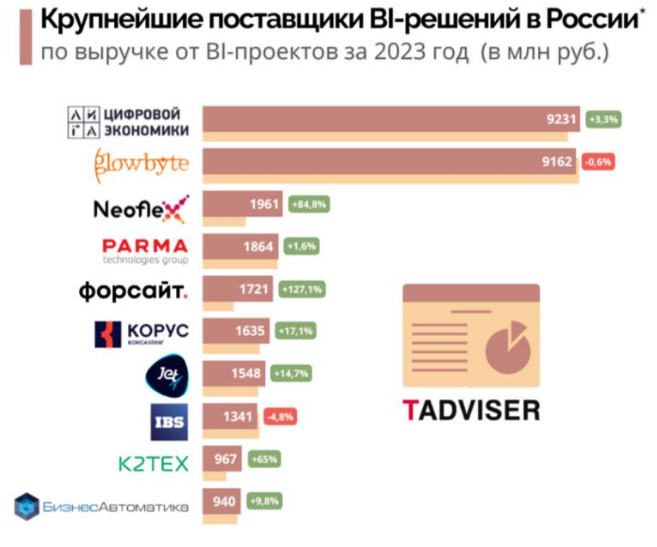 Крупнейшие поставщики BI-решений в России*
по выручке от BI-проектов за 2023 год (в млн руб.)
ЛИГА ЦИФРОВОЙ ЭКОНОМИКИ
9231 +3,3%
glowbyte
9162 -0,6%
Neoflex
1961 +84,8%
PARMA
technologies group
1864 +1,6%
форсайт.
1721 +127,1%
КОРУС
КОНСАЛТИНГ
1635 +17,1%
Jet
1548 +14,7%
IBS
1341 -4,8%
K2TEX
967 +65%
БизнесАвтоматика
940 +9,8%
TADVISER